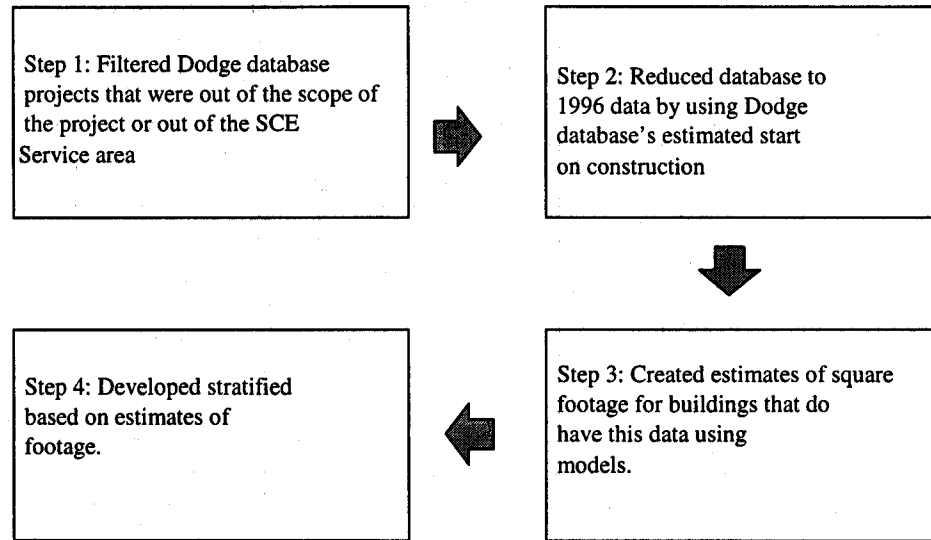 Step 1: Filtered Dodge database
projects that were out of the scope of
the project or out of the SCE
Service area
Step 2: Reduced database to
1996 data by using Dodge
database's estimated start
on construction
Step 3: Created estimates of square
footage for buildings that do
have this data using
models.
Step 4: Developed stratified
based on estimates of
footage.